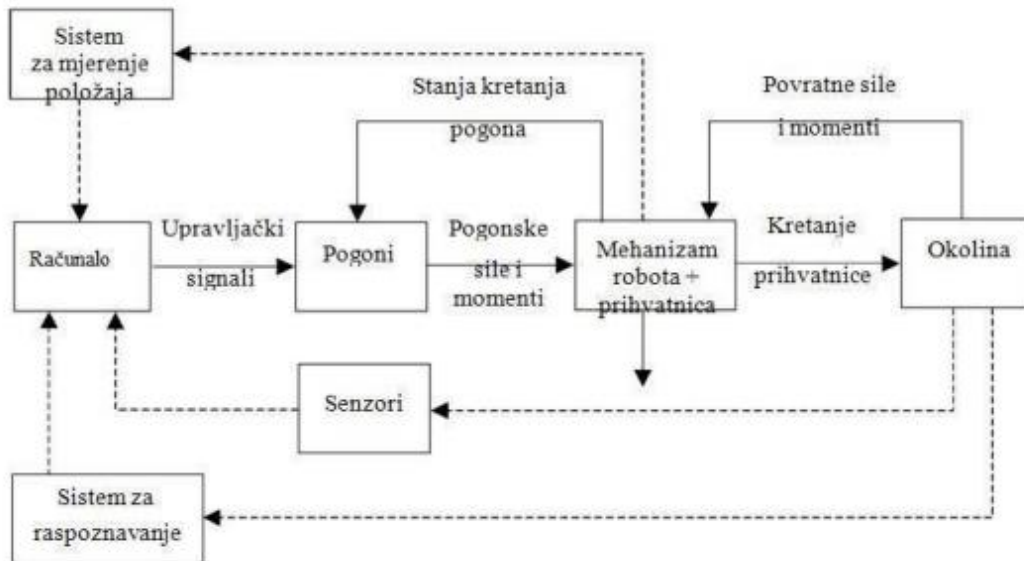 Sistem
za mjerenje
položaja
Stanja kretanja
pogona
Povratne sile
i momenti
Računalo
Upravljački
signali
Pogoni
Pogonske
sile i
momenti
Mehanizam
robota +
prihvatnica
Kretanje
prihvatnice
Okolina
Senzori
Sistem za
raspoznavanje